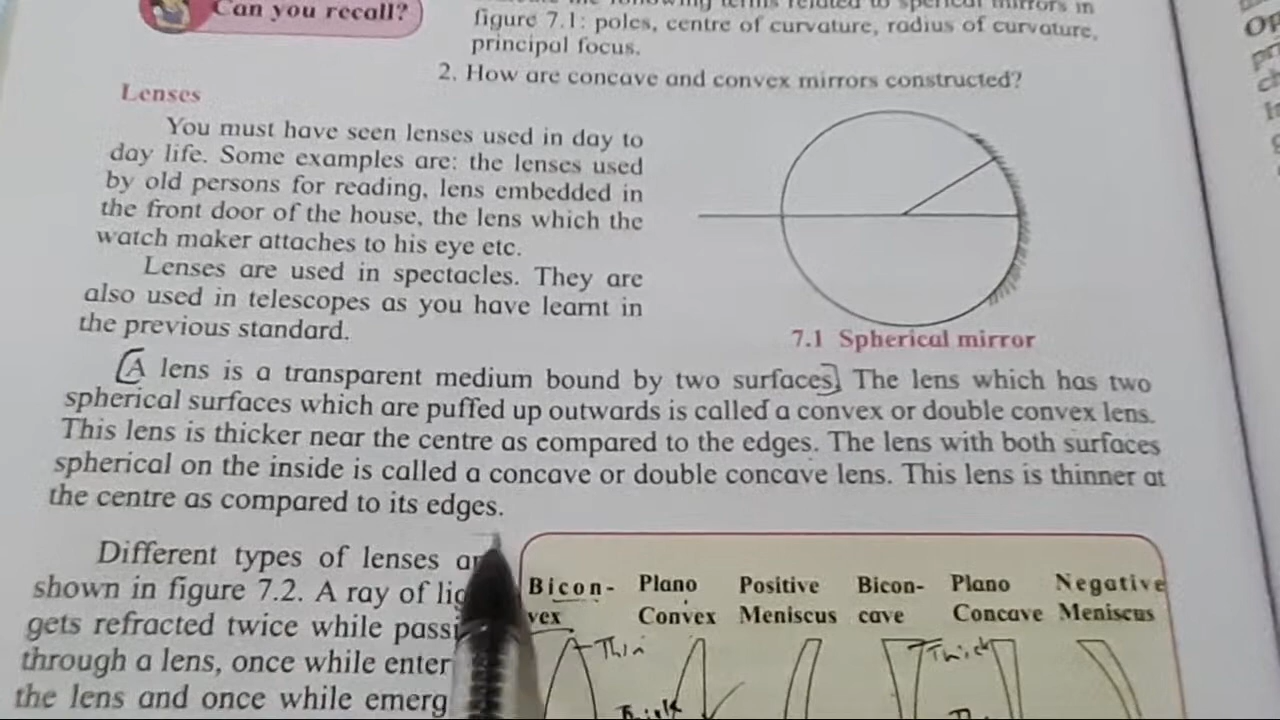 Can you recall?
the following terms related to sperical mirrors in
figure 7.1: poles, centre of curvature, radius of curvature,
principal focus.
2. How are concave and convex mirrors constructed?
Lenses
You must have seen lenses used in day to
day life. Some examples are: the lenses used
by old persons for reading, lens embedded in
the front door of the house, the lens which the
watch maker attaches to his eye etc.
Lenses are used in spectacles. They are
also used in telescopes as you have learnt in
the previous standard.
7.1 Spherical mirror
A lens is a transparent medium bound by two surfaces. The lens which has two
spherical surfaces which are puffed up outwards is called a convex or double convex lens.
This lens is thicker near the centre as compared to the edges. The lens with both surfaces
spherical on the inside is called a concave or double concave lens. This lens is thinner at
the centre as compared to its edges.
Different types of lenses
shown in figure 7.2. A ray of
gets refracted twice while
through a lens, once while enter
the lens and once while emerg
Bicon- Plano Positive Bicon- Plano Negative
vex Convex Meniscus cave Concave Meniscus
Thin Thick
Thick